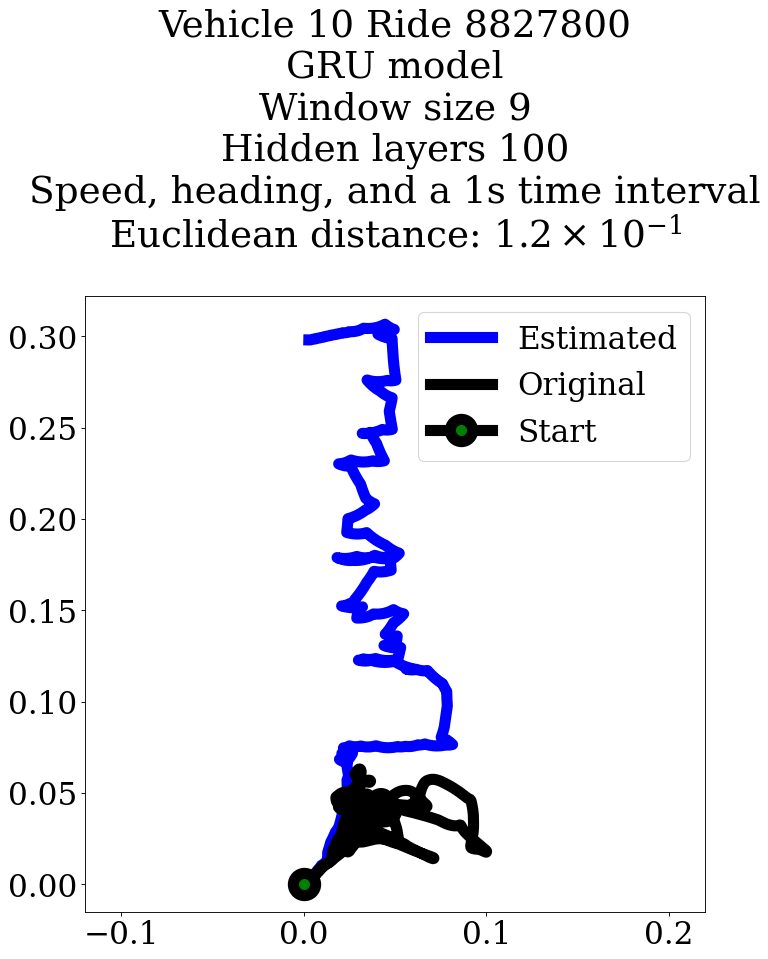 Vehicle 10 Ride 8827800
GRU model
Window size 9
Hidden layers 100
Speed, heading, and a 1s time interval
Euclidean distance: 1.2 × 10⁻¹
Estimated
Original
Start
0.30
0.25
0.20
0.15
0.10
0.05
0.00
−0.1 0.0 0.1 0.2